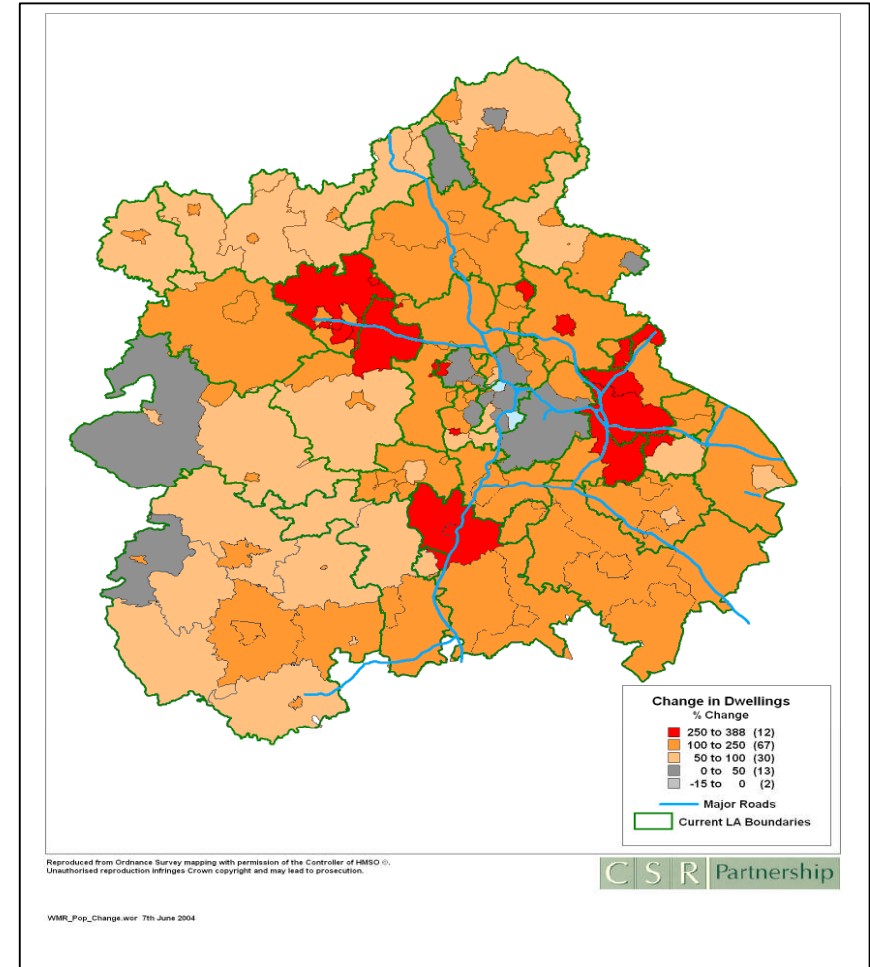 Change in Dwellings
% Change
250 to 388 (12)
100 to 250 (67)
50 to 100 (30)
0 to 50 (13)
-15 to 0 (2)
Major Roads
Current LA Boundaries
Reproduced from Ordnance Survey mapping with permission of the Controller of HMSO ©.
Unauthorised reproduction infringes Crown copyright and may lead to prosecution.
C S R Partnership
WMR_Pop_Change.wor 7th June 2004